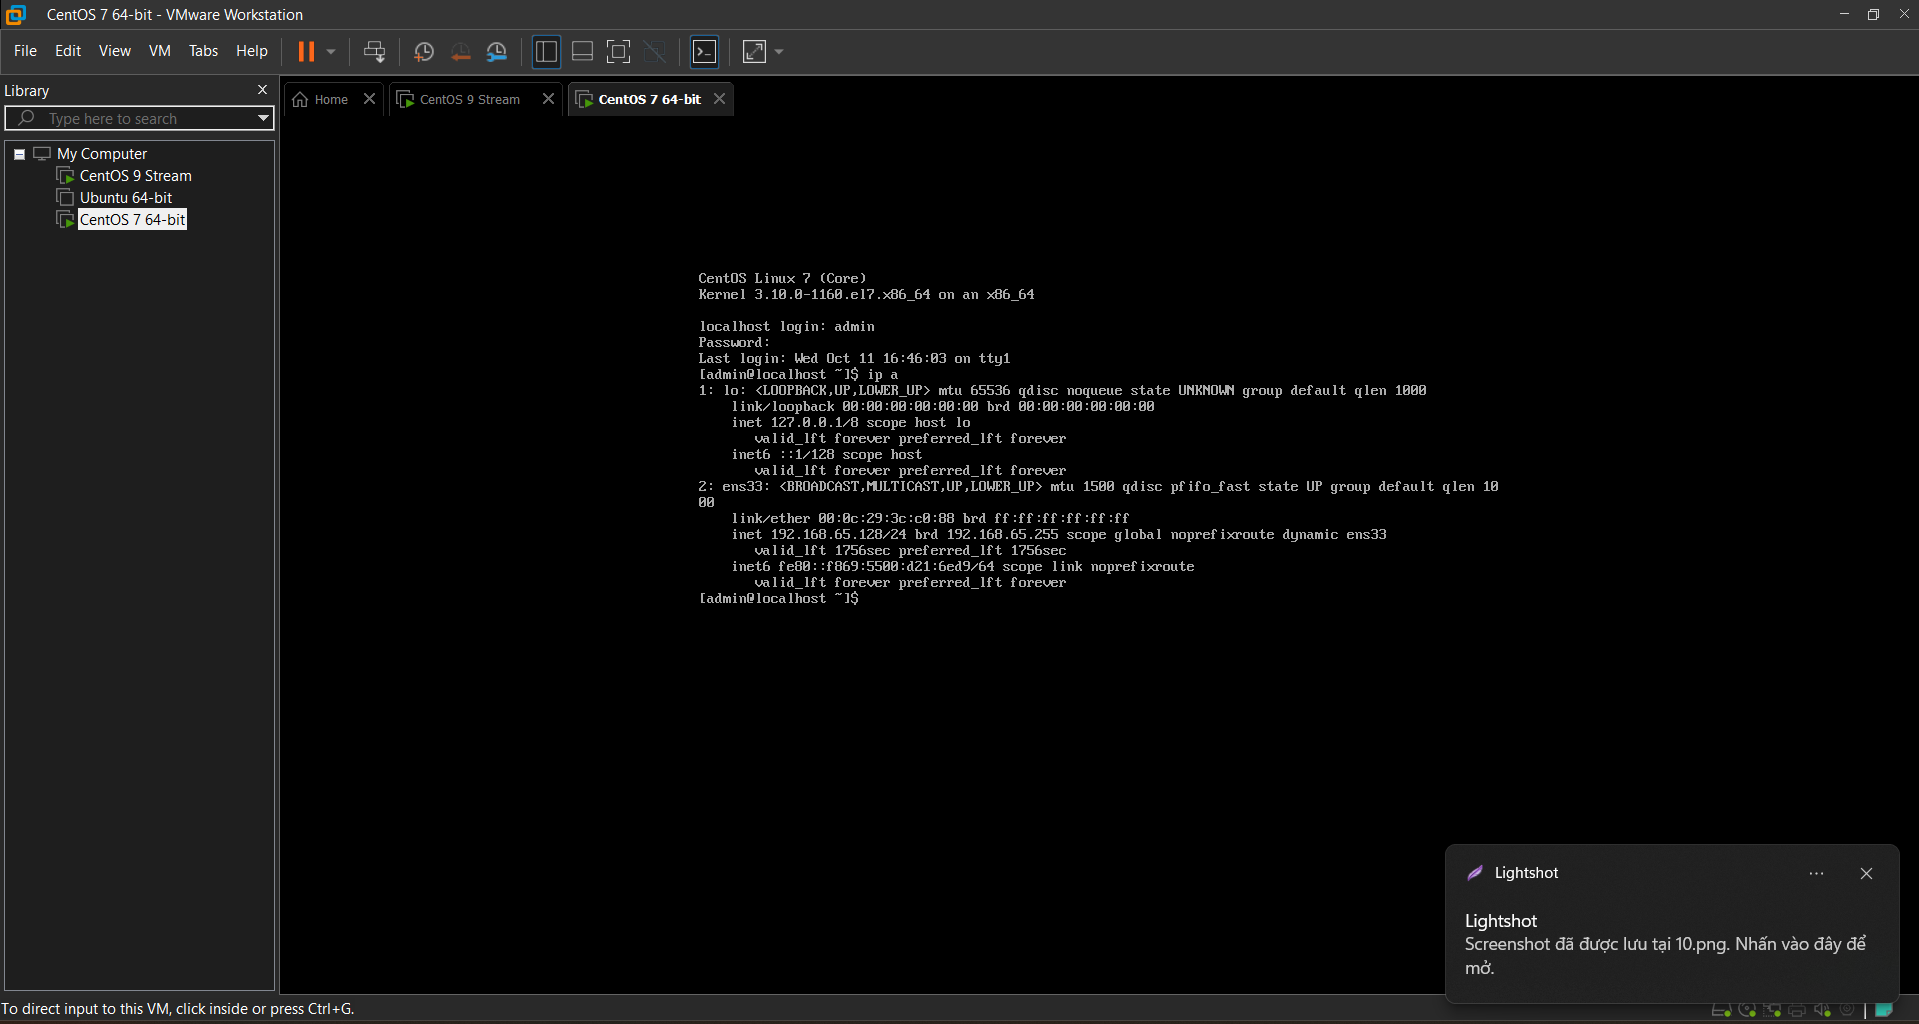 CentOS 7 64-bit - VMware Workstation
File Edit View VM Tabs Help
Library
Type here to search
My Computer
CentOS 9 Stream
Ubuntu 64-bit
CentOS 7 64-bit
Home CentOS 9 Stream CentOS 7 64-bit
CentOS Linux 7 (Core)
Kernel 3.10.0-1160.el7.x86_64 on an x86_64
localhost login: admin
Password:
Last login: Wed Oct 11 16:46:03 on tty1
[admin@localhost ~]$ ip a
1: lo: <LOOPBACK,UP,LOWER_UP> mtu 65536 qdisc noqueue state UNKNOWN group default qlen 1000
link/loopback 00:00:00:00:00:00 brd 00:00:00:00:00:00
inet 127.0.0.1/8 scope host lo
valid_lft forever preferred_lft forever
inet6 ::1/128 scope host
valid_lft forever preferred_lft forever
2: ens33: <BROADCAST,MULTICAST,UP,LOWER_UP> mtu 1500 qdisc pfifo_fast state UP group default qlen 10
00
link/ether 00:0c:29:3c:c0:88 brd ff:ff:ff:ff:ff:ff
inet 192.168.65.128/24 brd 192.168.65.255 scope global noprefixroute dynamic ens33
valid_lft 1756sec preferred_lft 1756sec
inet6 fe80::f869:5500:d21:6ed9/64 scope link noprefixroute
valid_lft forever preferred_lft forever
[admin@localhost ~]$
Lightshot
Lightshot
Screenshot đã được lưu tại 10.png. Nhấn vào đây để
mở.
To direct input to this VM, click inside or press Ctrl+G.